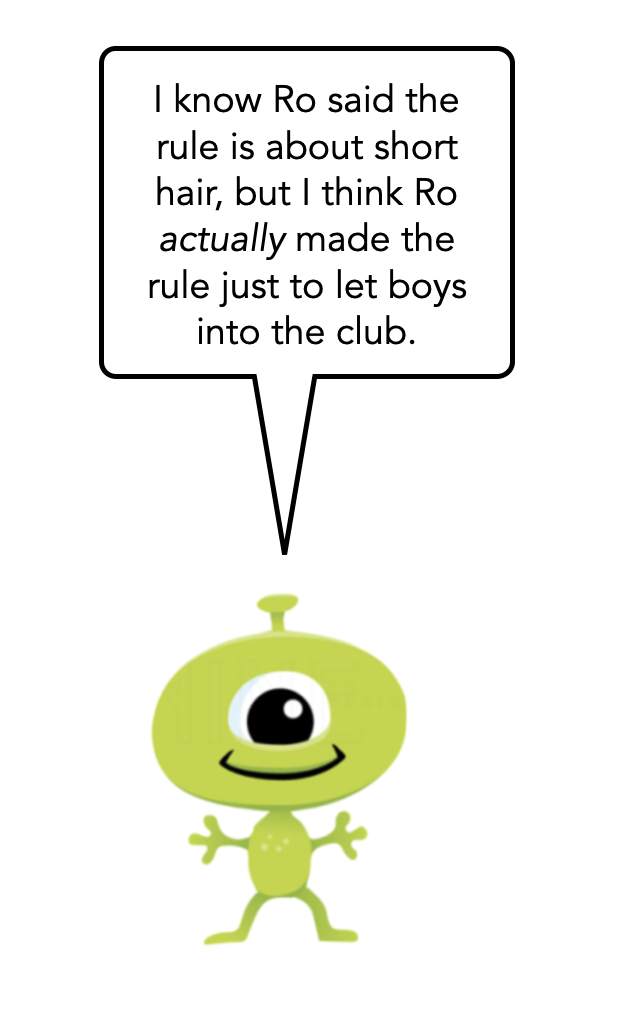 I know Ro said the
rule is about short
hair, but I think Ro
actually made the
rule just to let boys
into the club.